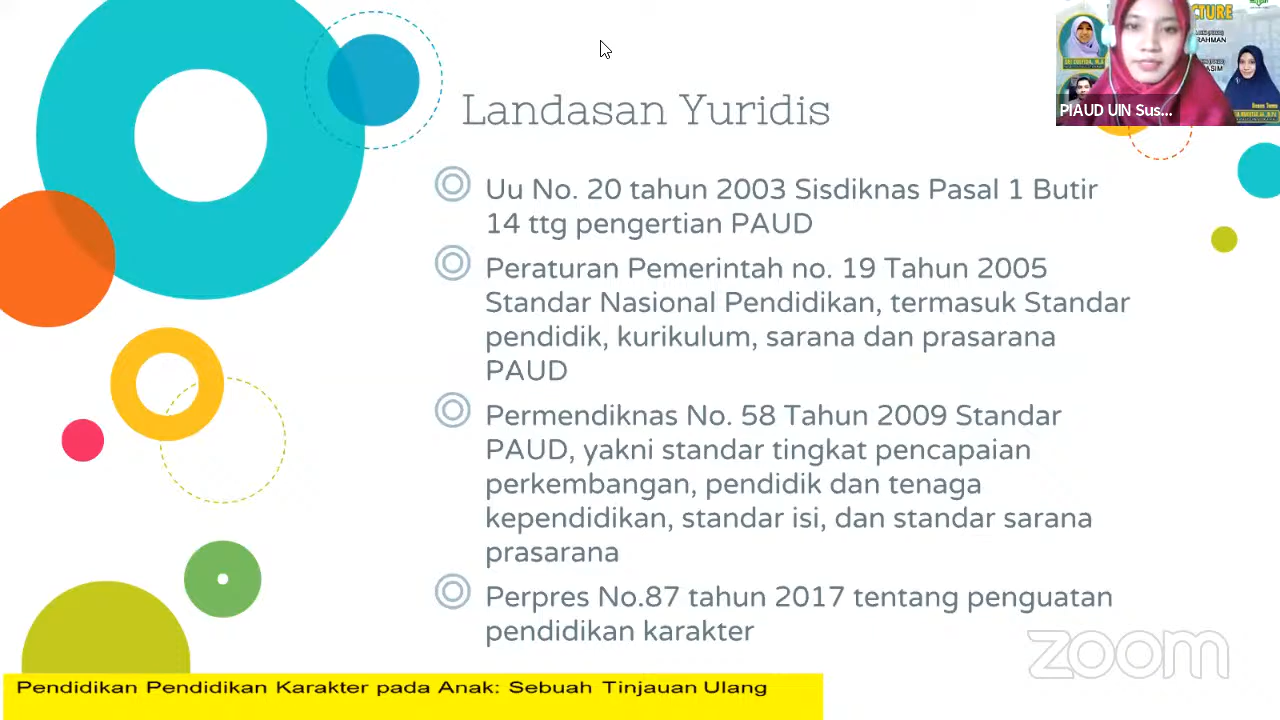 Landasan Yuridis
Uu No. 20 tahun 2003 Sisdiknas Pasal 1 Butir
14 ttg pengertian PAUD
Peraturan Pemerintah no. 19 Tahun 2005
Standar Nasional Pendidikan, termasuk Standar
pendidik, kurikulum, sarana dan prasarana
PAUD
Permendiknas No. 58 Tahun 2009 Standar
PAUD, yakni standar tingkat pencapaian
perkembangan, pendidik dan tenaga
kependidikan, standar isi, dan standar sarana
prasarana
Perpres No.87 tahun 2017 tentang penguatan
pendidikan karakter
PIAUD UIN Sus...
zoom
Pendidikan Pendidikan Karakter pada Anak: Sebuah Tinjauan Ulang